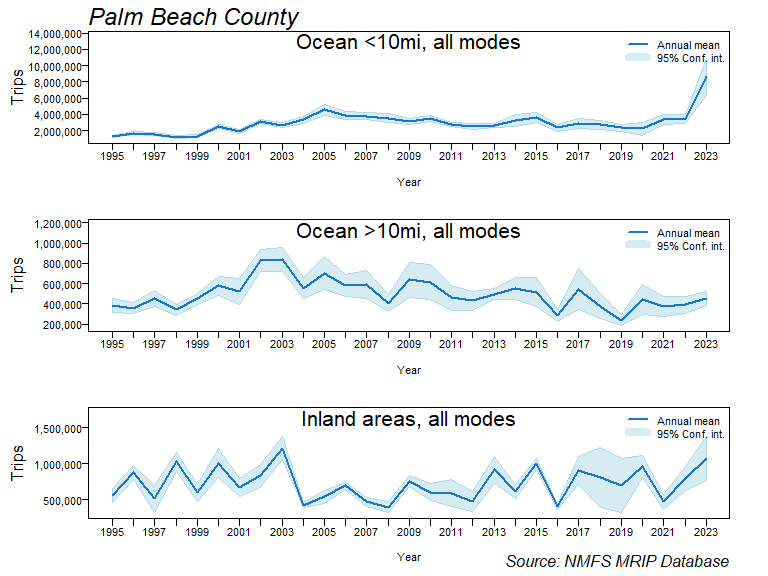 Palm Beach County
Ocean <10mi, all modes
Annual mean
95% Conf. int.
Trips
14,000,000
12,000,000
10,000,000
8,000,000
6,000,000
4,000,000
2,000,000
1995 1997 1999 2001 2003 2005 2007 2009 2011 2013 2015 2017 2019 2021 2023
Year
Ocean >10mi, all modes
Annual mean
95% Conf. int.
Trips
1,200,000
1,000,000
800,000
600,000
400,000
200,000
1995 1997 1999 2001 2003 2005 2007 2009 2011 2013 2015 2017 2019 2021 2023
Year
Inland areas, all modes
Annual mean
95% Conf. int.
Trips
1,500,000
1,000,000
500,000
1995 1997 1999 2001 2003 2005 2007 2009 2011 2013 2015 2017 2019 2021 2023
Year
Source: NMFS MRIP Database